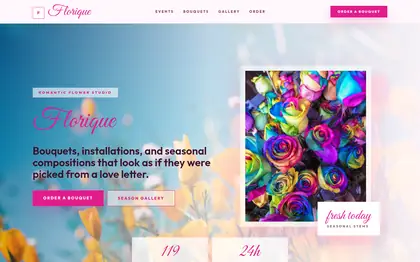 F
Florique
EVENTS BOUQUETS GALLERY ORDER
ORDER A BOUQUET
ROMANTIC FLOWER STUDIO
Florique
Bouquets, installations, and seasonal
compositions that look as if they were
picked from a love letter.
ORDER A BOUQUET
SEASON GALLERY
fresh today
SEASONAL STEMS
119
24h